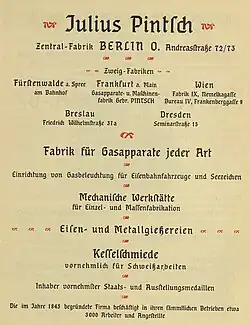 Julius Pintsch
Zentral-Fabrik BERLIN O. Andreasstraße 72/73
Zweig-Fabriken
Fürstenwalde a. Spree
am Bahnhof
Frankfurt a. Main
Gasapparate- u. Maschinen-
fabrik Gebr. PINTSCH
Wien
Fabrik IX, Nemelkagasse
Bureau IV, Frankenberggasse 9
Breslau
Friedrich Wilhelmstraße 37a
Dresden
Seminarstraße 15
Fabrik für Gasapparate jeder Art
Einrichtung von Gasbeleuchtung für Eisenbahnfahrzeuge und Seezeichen
Mechanische Werkstätte
für Einzel- und Massenfabrikation
Eisen- und Metallgießereien
Kesselschmiede
vornehmlich für Schweißarbeiten
Inhaber vornehmster Staats- und Ausstellungsmedaillen
Die im Jahre 1843 begründete Firma beschäftigt in ihren sämtlichen Betrieben etwa
3000 Arbeiter und Angestellte